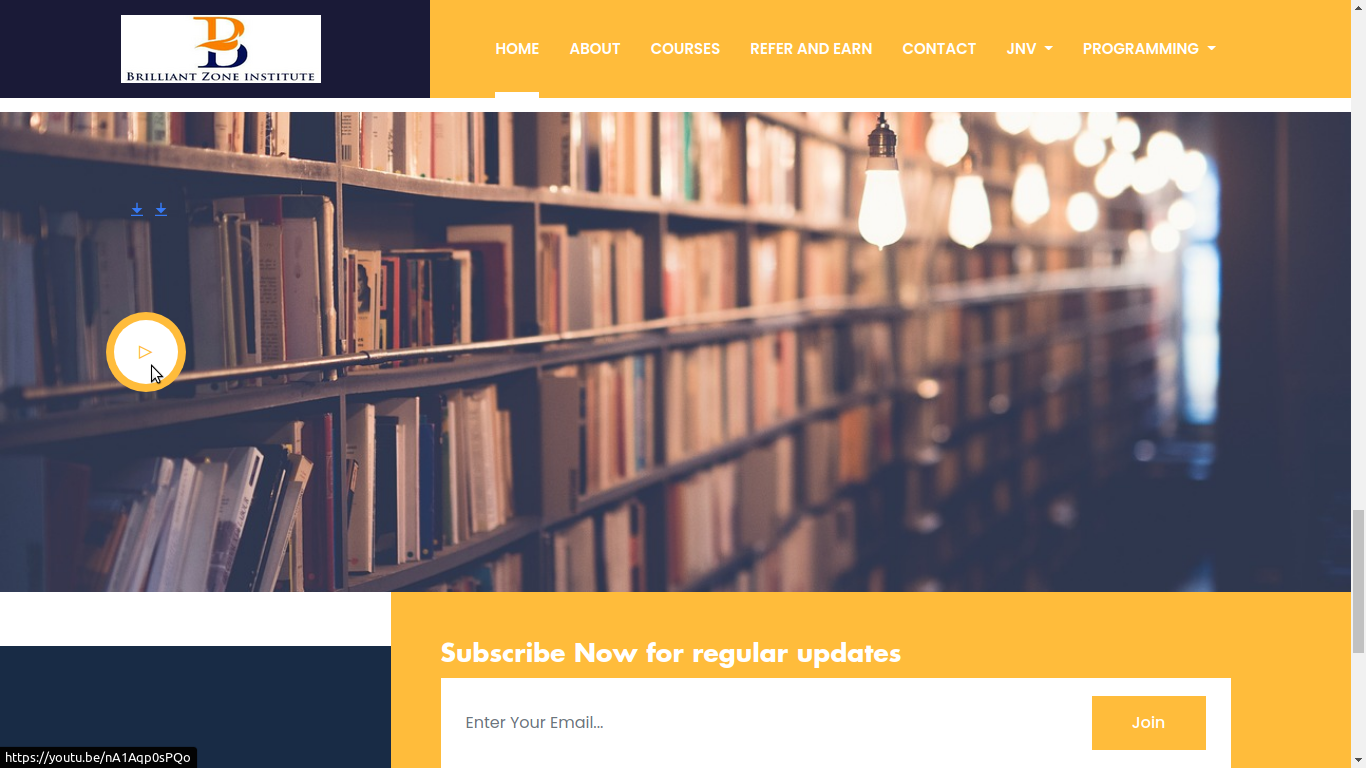 BRILLIANT ZONE INSTITUTE
HOME ABOUT COURSES REFER AND EARN CONTACT JNV PROGRAMMING
Subscribe Now for regular updates
Enter Your Email...
Join
https://youtu.be/nA1Aqp0sPQo